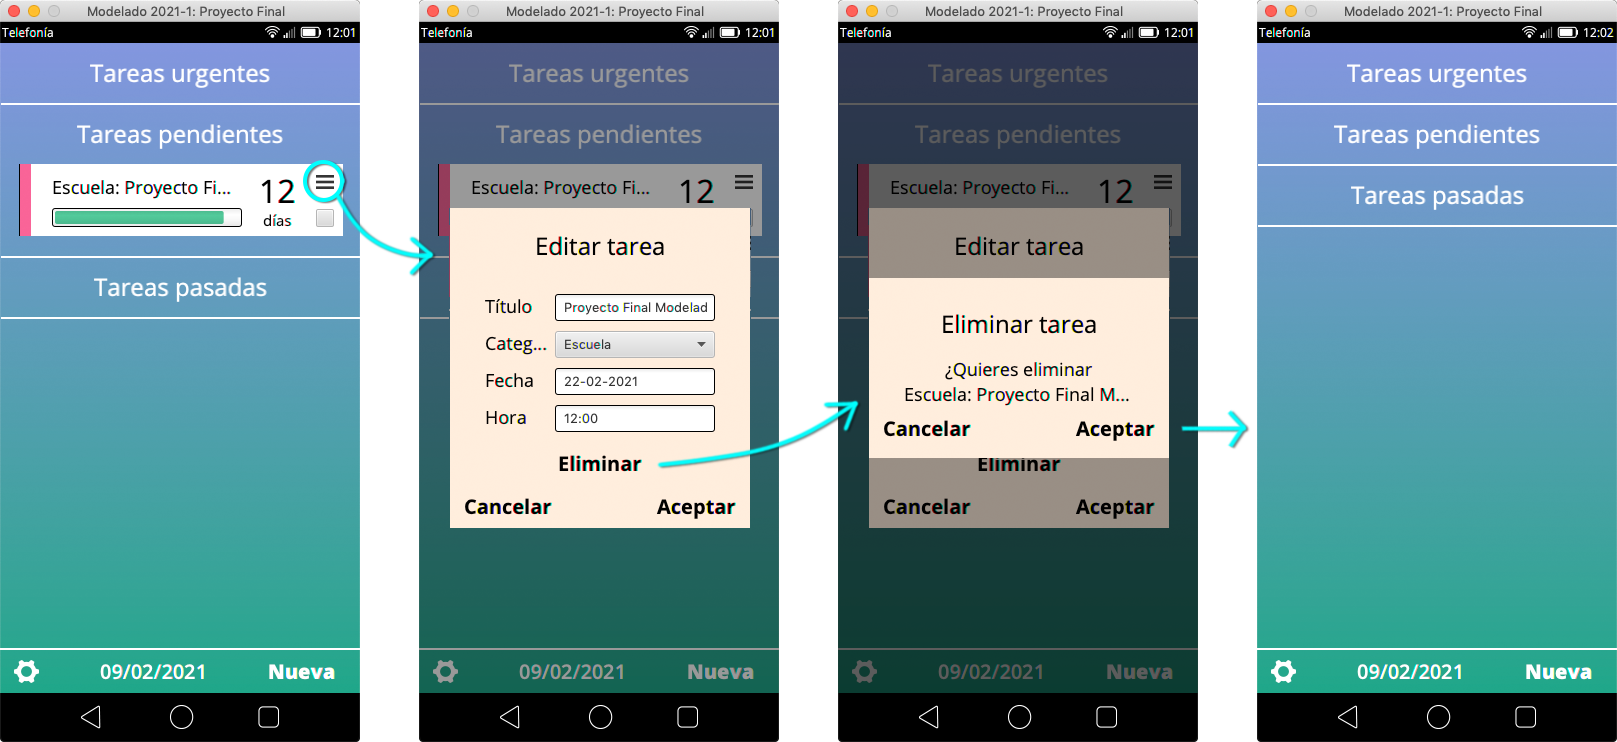 Modelado 2021-1: Proyecto Final
Telefonía 12:01
Tareas urgentes
Tareas pendientes
Escuela: Proyecto Fi... 12
días
Tareas pasadas
09/02/2021 Nueva
Modelado 2021-1: Proyecto Final
Telefonía 12:01
Tareas urgentes
Tareas pendientes
Escuela: Proyecto Fi... 12
Editar tarea
Título Proyecto Final Modelad
Categ... Escuela
Fecha 22-02-2021
Hora 12:00
Eliminar
Cancelar Aceptar
09/02/2021 Nueva
Modelado 2021-1: Proyecto Final
Telefonía 12:01
Tareas urgentes
Tareas pendientes
Escuela: Proyecto Fi... 12
Editar tarea
Eliminar tarea
¿Quieres eliminar
Escuela: Proyecto Final M...
Cancelar Aceptar
Eliminar
Cancelar Aceptar
09/02/2021 Nueva
Modelado 2021-1: Proyecto Final
Telefonía 12:02
Tareas urgentes
Tareas pendientes
Tareas pasadas
09/02/2021 Nueva